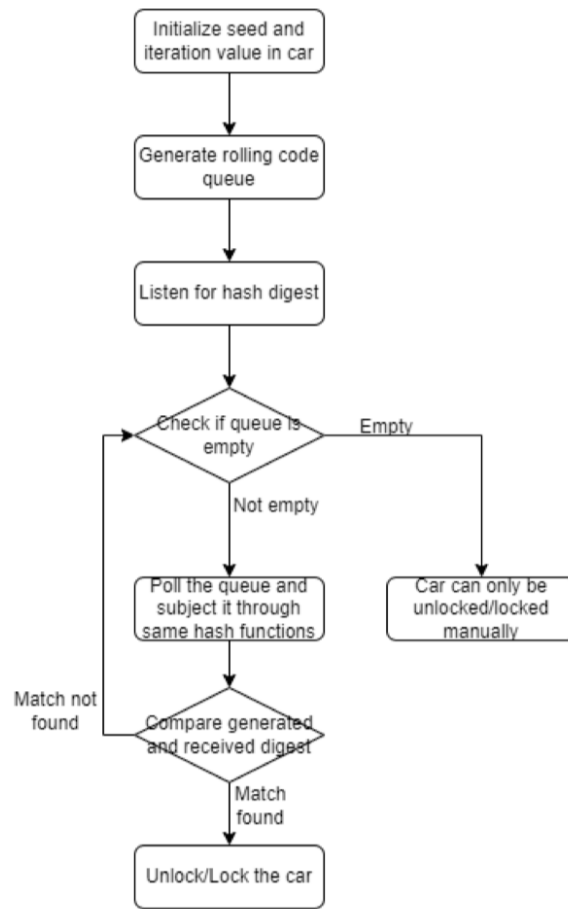 Initialize seed and
iteration value in car
Generate rolling code
queue
Listen for hash digest
Check if queue is
empty
Empty
Not empty
Poll the queue and
subject it through
same hash functions
Car can only be
unlocked/locked
manually
Match not
found
Compare generated
and received digest
Match
found
Unlock/Lock the car